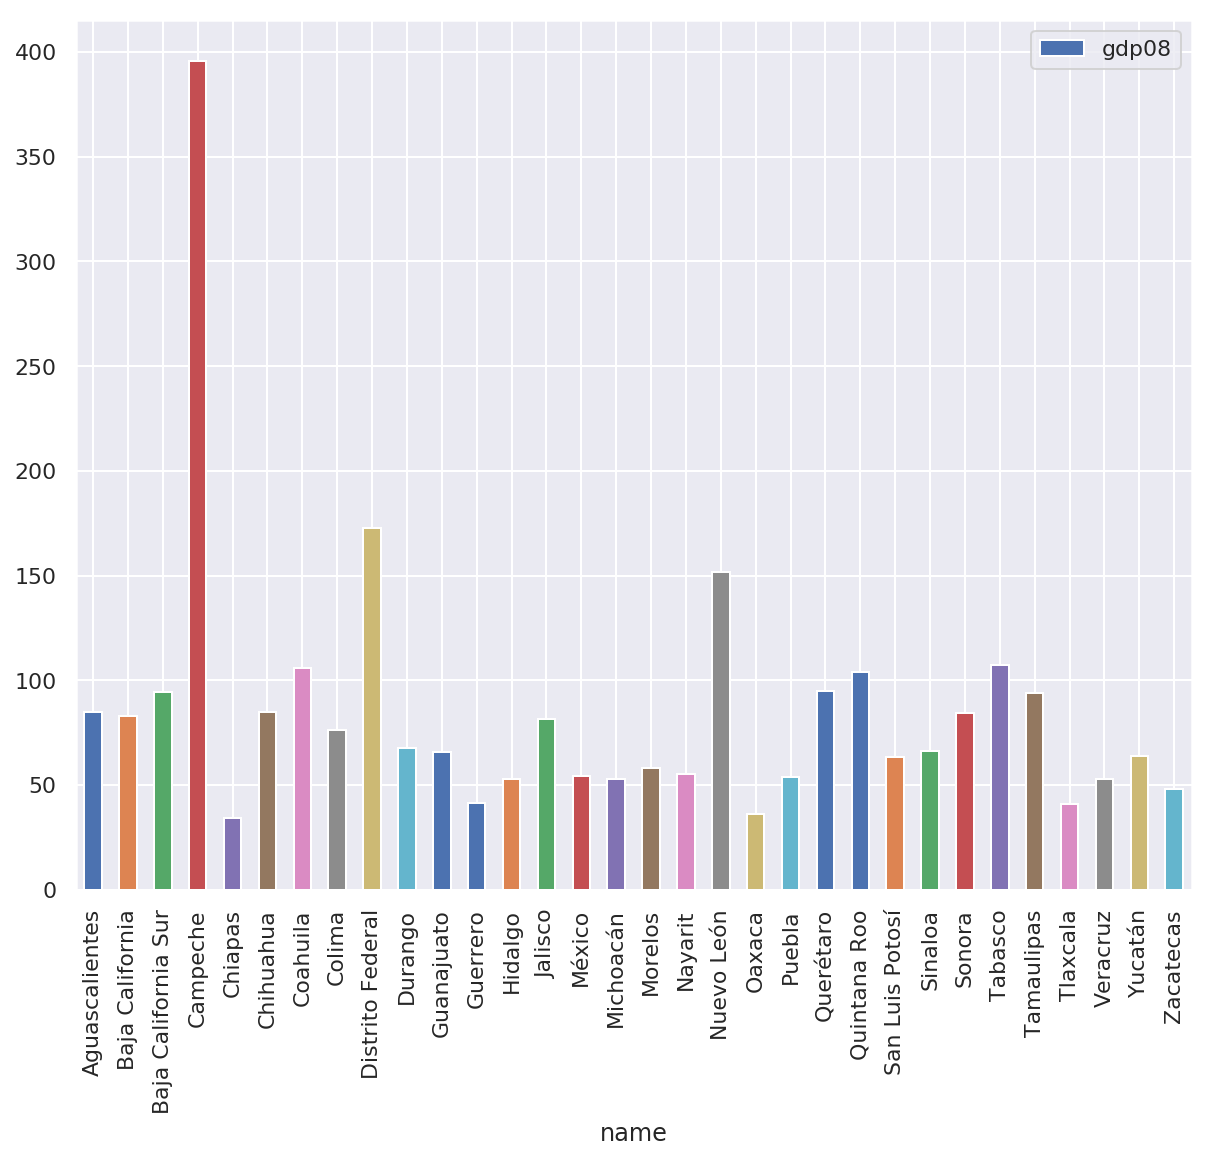 gdp08
400
350
300
250
200
150
100
50
0
Aguascalientes
Baja California
Baja California Sur
Campeche
Chiapas
Chihuahua
Coahuila
Colima
Distrito Federal
Durango
Guanajuato
Guerrero
Hidalgo
Jalisco
México
Michoacán
Morelos
Nayarit
Nuevo León
Oaxaca
Puebla
Querétaro
Quintana Roo
San Luis Potosí
Sinaloa
Sonora
Tabasco
Tamaulipas
Tlaxcala
Veracruz
Yucatán
Zacatecas
name